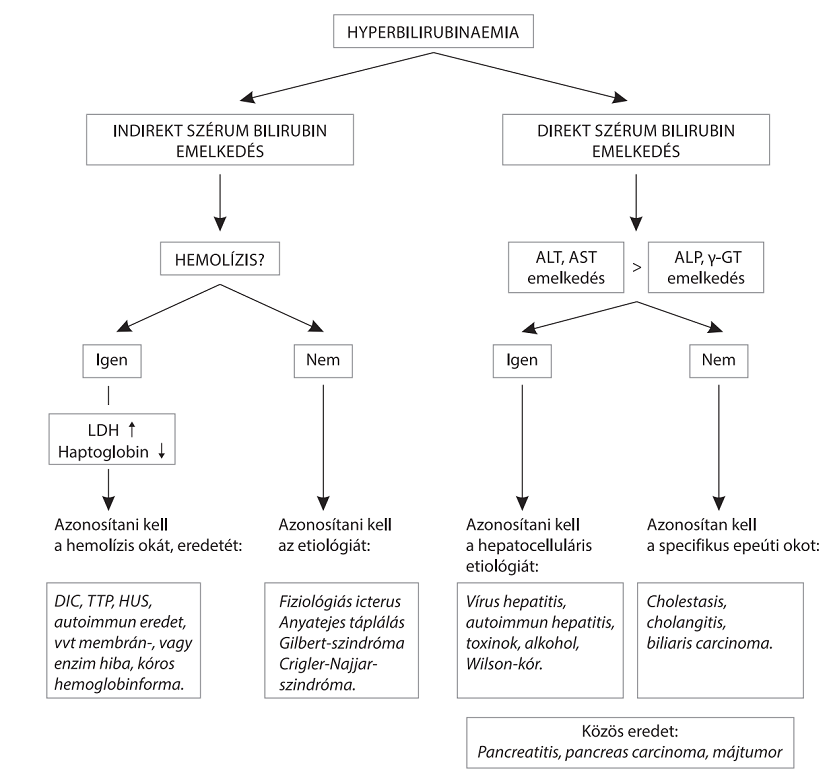 HYPERBILIRUBINAEMIA
INDIREKT SZÉRUM BILIRUBIN
EMELKEDÉS
DIREKT SZÉRUM BILIRUBIN
EMELKEDÉS
HEMOLÍZIS?
ALT, AST
emelkedés
>
ALP, γ-GT
emelkedés
Igen
Nem
Igen
Nem
LDH ↑
Haptoglobin ↓
Azonosítani kell
a hemolízis okát, eredetét:
Azonosítani kell
az etiológiát:
Azonosítani kell
a hepatocelluláris
etiológiát:
Azonosítan kell
a specifikus epeúti okot:
DIC, TTP, HUS,
autoimmun eredet,
vvt membrán-, vagy
enzim hiba, kóros
hemoglobinforma.
Fiziológiás icterus
Anyatejes táplálás
Gilbert-szindróma
Crigler-Najjar-
szindróma.
Vírus hepatitis,
autoimmun hepatitis,
toxinok, alkohol,
Wilson-kór.
Cholestasis,
cholangitis,
biliaris carcinoma.
Közös eredet:
Pancreatitis, pancreas carcinoma, májtumor